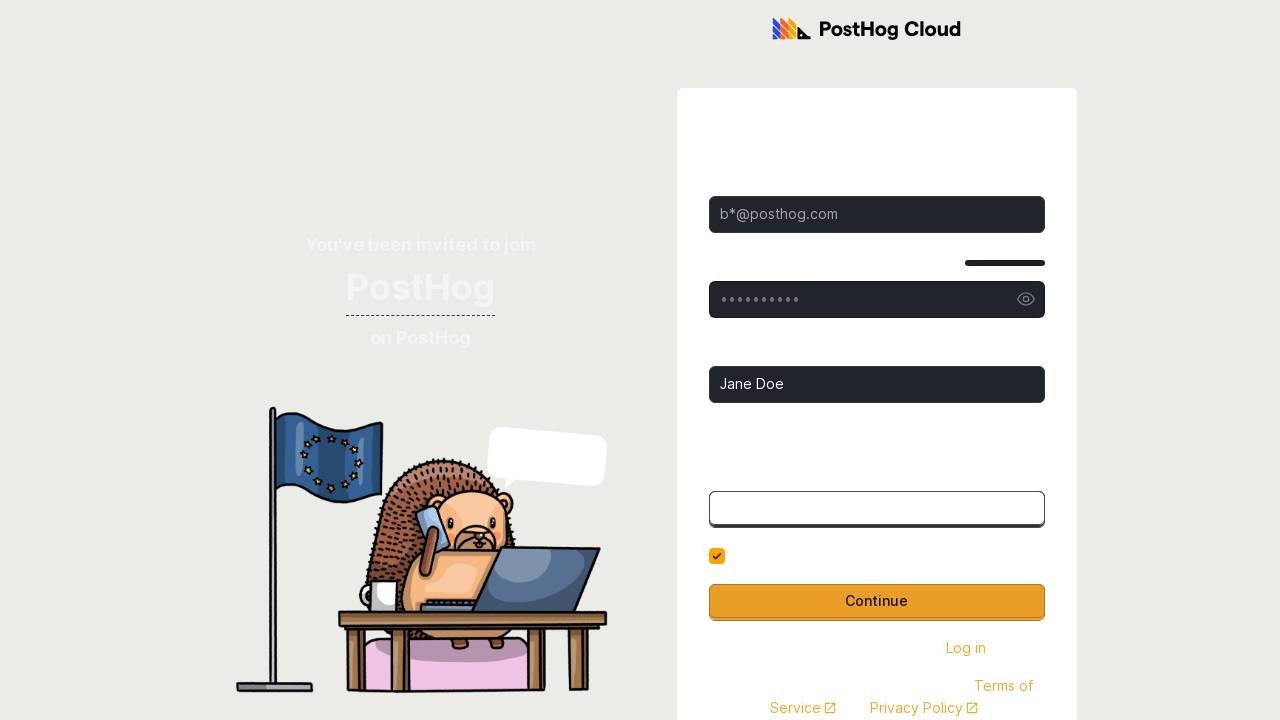 PostHog Cloud
You've been invited to join
PostHog
on PostHog
b*@posthog.com
••••••••••
Jane Doe
Continue
Log in
Terms of
Service
Privacy Policy